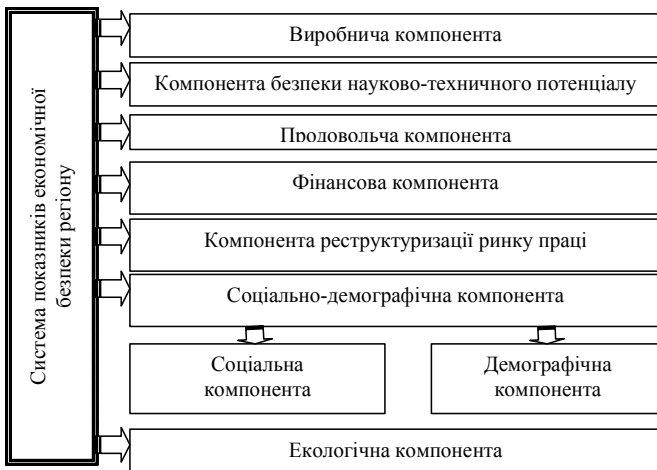 Система показників економічної
безпеки регіону
Виробнича компонента
Компонента безпеки науково-технічного потенціалу
Продовольча компонента
Фінансова компонента
Компонента реструктуризації ринку праці
Соціально-демографічна компонента
Соціальна
компонента
Демографічна
компонента
Екологічна компонента